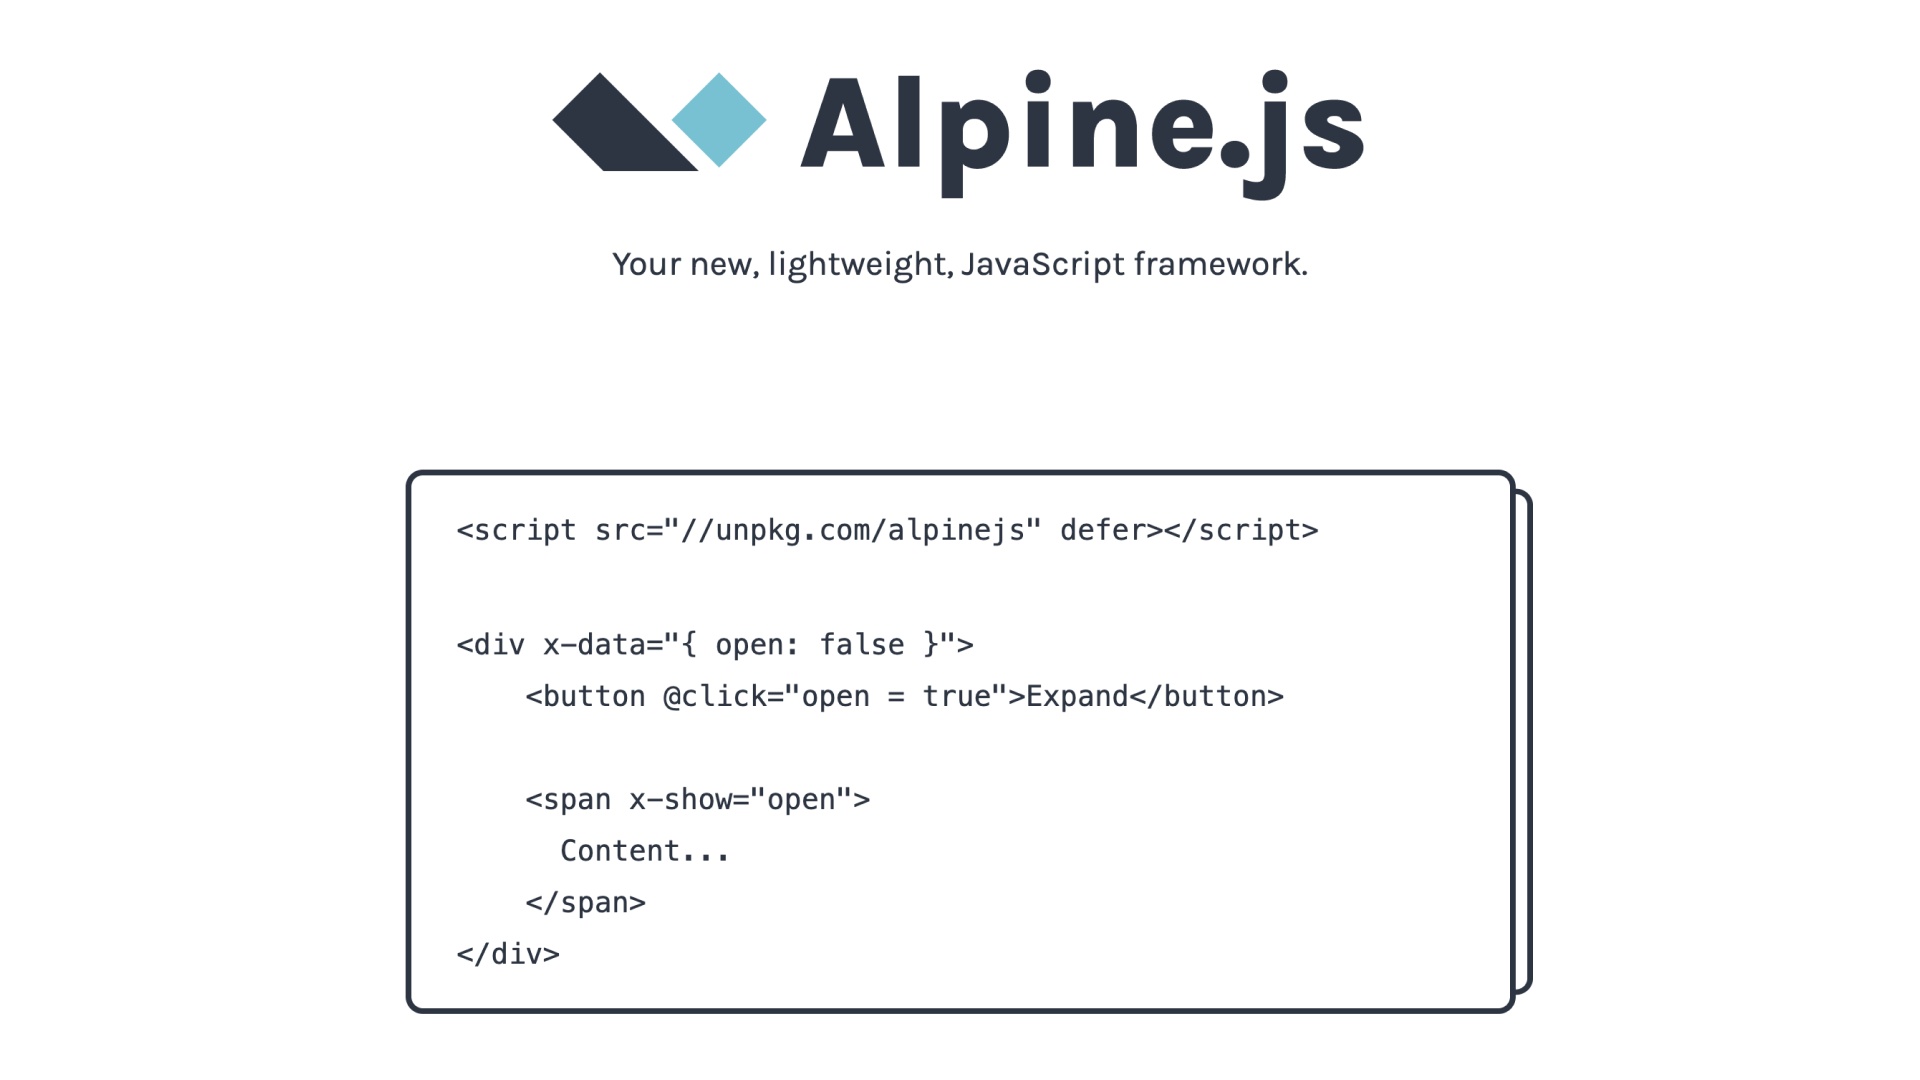 Alpine.js
Your new, lightweight, JavaScript framework.
<script src="//unpkg.com/alpinejs" defer></script>
<div x-data="{ open: false }">
<button @click="open = true">Expand</button>
<span x-show="open">
Content...
</span>
</div>